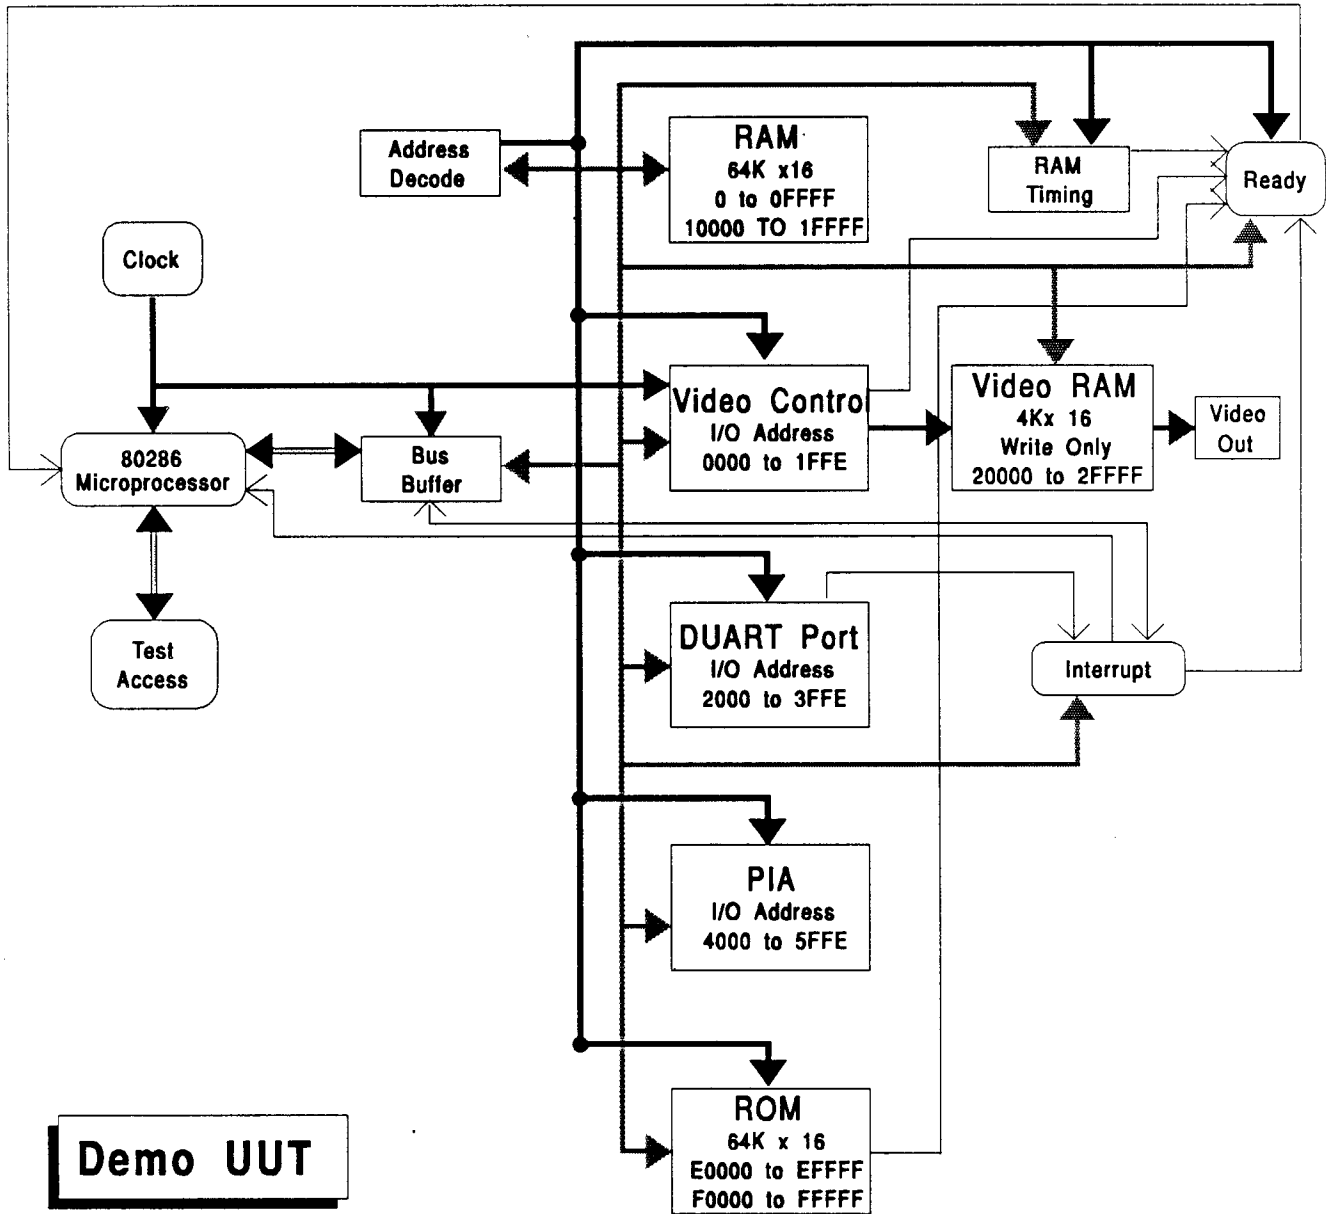 Address
Decode
RAM
64K x16
0 to 0FFFF
10000 TO 1FFFF
RAM
Timing
Ready
Clock
80286
Microprocessor
Bus
Buffer
Video Control
I/O Address
0000 to 1FFE
Video RAM
4Kx 16
Write Only
20000 to 2FFFF
Video
Out
Test
Access
DUART Port
I/O Address
2000 to 3FFE
Interrupt
PIA
I/O Address
4000 to 5FFE
ROM
64K x 16
E0000 to EFFFF
F0000 to FFFFF
Demo UUT